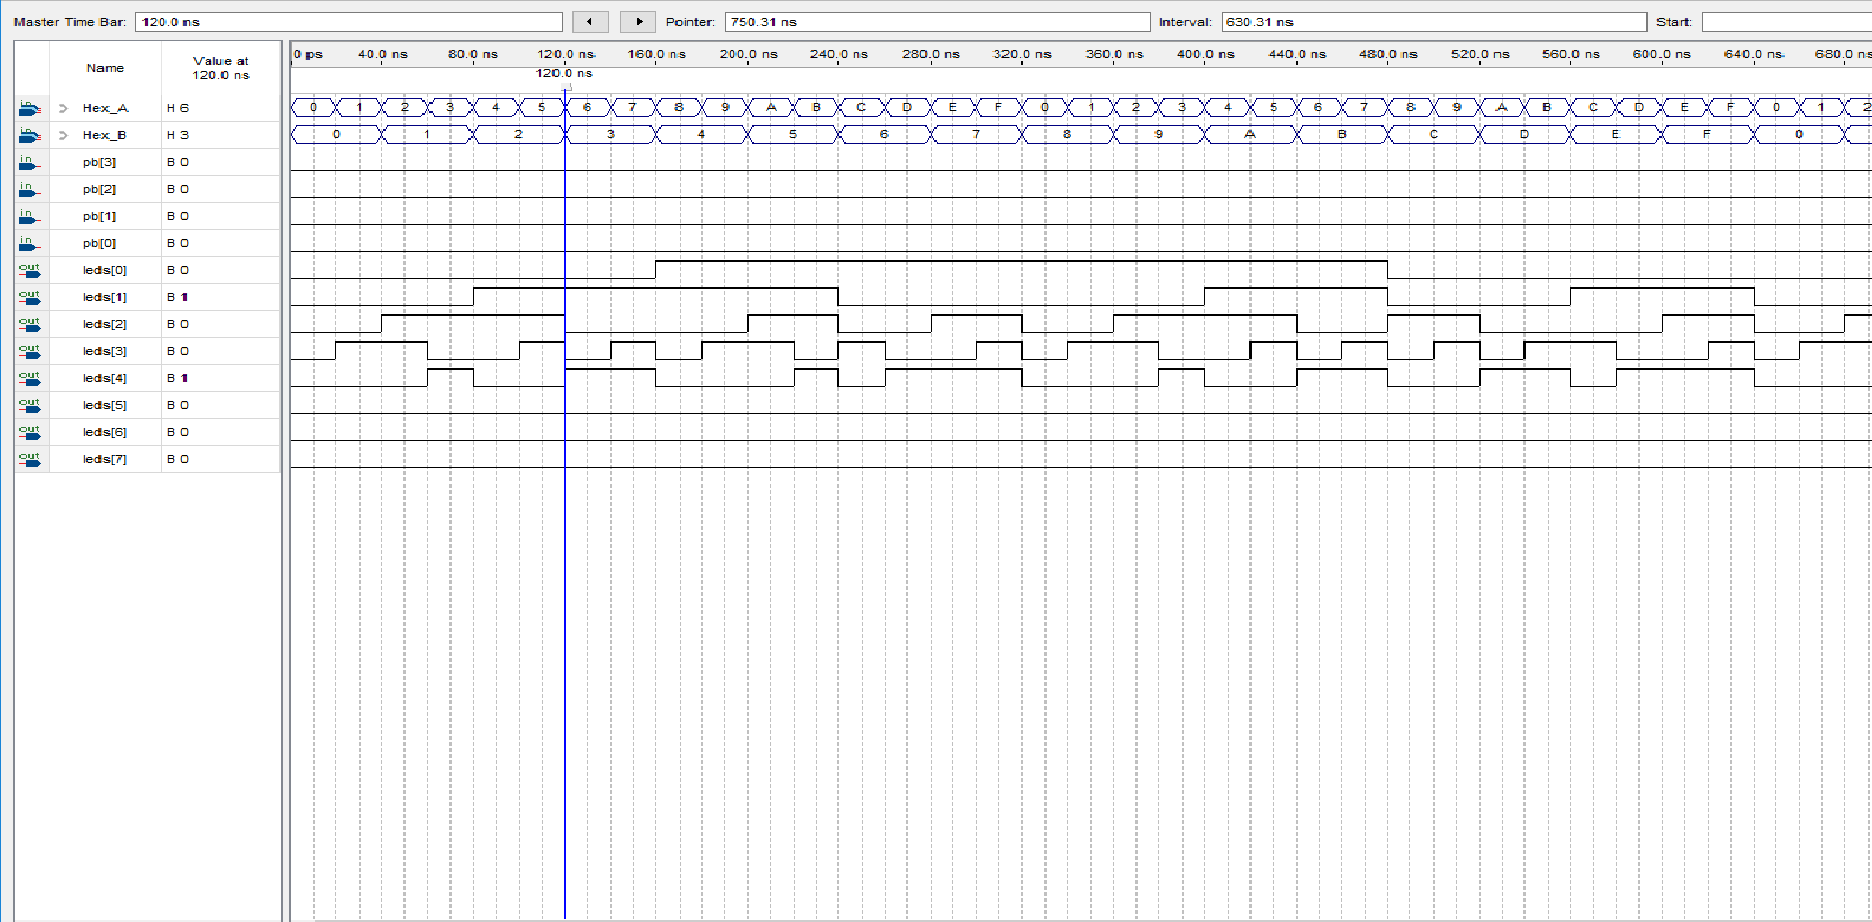 Master Time Bar: 120.0 ns Pointer: 750.31 ns Interval: 630.31 ns Start:
Name Value at 120.0 ns 0 ps 40.0 ns 80.0 ns 120.0 ns 160.0 ns 200.0 ns 240.0 ns 280.0 ns 320.0 ns 360.0 ns 400.0 ns 440.0 ns 480.0 ns 520.0 ns 560.0 ns 600.0 ns 640.0 ns 680.0 ns
120.0 ns
in Hex_A H 6 0 1 2 3 4 5 6 7 8 9 A B C D E F 0 1 2 3 4 5 6 7 8 9 A B C D E F 0 1 2
in Hex_B H 3 0 1 2 3 4 5 6 7 8 9 A B C D E F 0
in pb[3] B 0
in pb[2] B 0
in pb[1] B 0
in pb[0] B 0
out leds[0] B 0
out leds[1] B 1
out leds[2] B 0
out leds[3] B 0
out leds[4] B 1
out leds[5] B 0
out leds[6] B 0
out leds[7] B 0